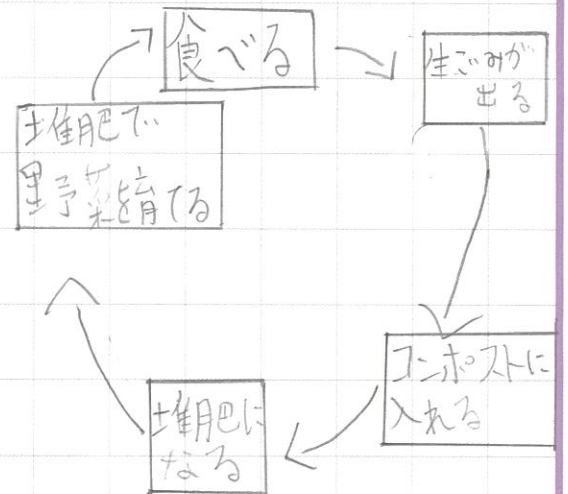 食べる
生ごみが
出る
コンポストに
入れる
堆肥に
なる
堆肥で
野菜を育てる